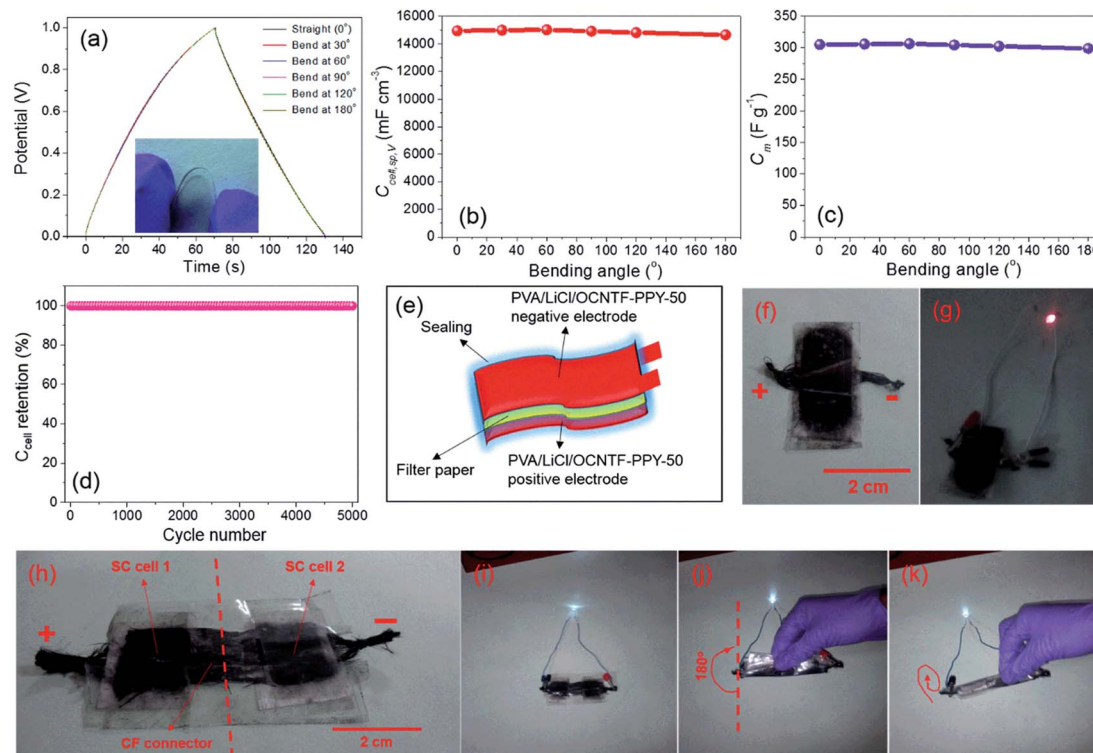 (a)
Straight (0°)
Bend at 30°
Bend at 60°
Bend at 90°
Bend at 120°
Bend at 180°
Potential (V)
1.0
0.8
0.6
0.4
0.2
0.0
0 20 40 60 80 100 120 140
Time (s)
(b)
C cell,sp,V (mF cm⁻³)
16000
14000
12000
10000
8000
6000
4000
2000
0
0 20 40 60 80 100 120 140 160 180
Bending angle (°)
(c)
C m (F g⁻¹)
350
300
250
200
150
100
50
0
0 20 40 60 80 100 120 140 160 180
Bending angle (°)
(d)
C cell retention (%)
120
100
80
60
40
20
0
0 1000 2000 3000 4000 5000
Cycle number
(e)
PVA/LiCl/OCNTF-PPY-50
negative electrode
Sealing
Filter paper
PVA/LiCl/OCNTF-PPY-50
positive electrode
(f)
+
-
2 cm
(g)
(h)
SC cell 1
SC cell 2
+
-
CF connector
2 cm
(i)
(j)
180°
(k)